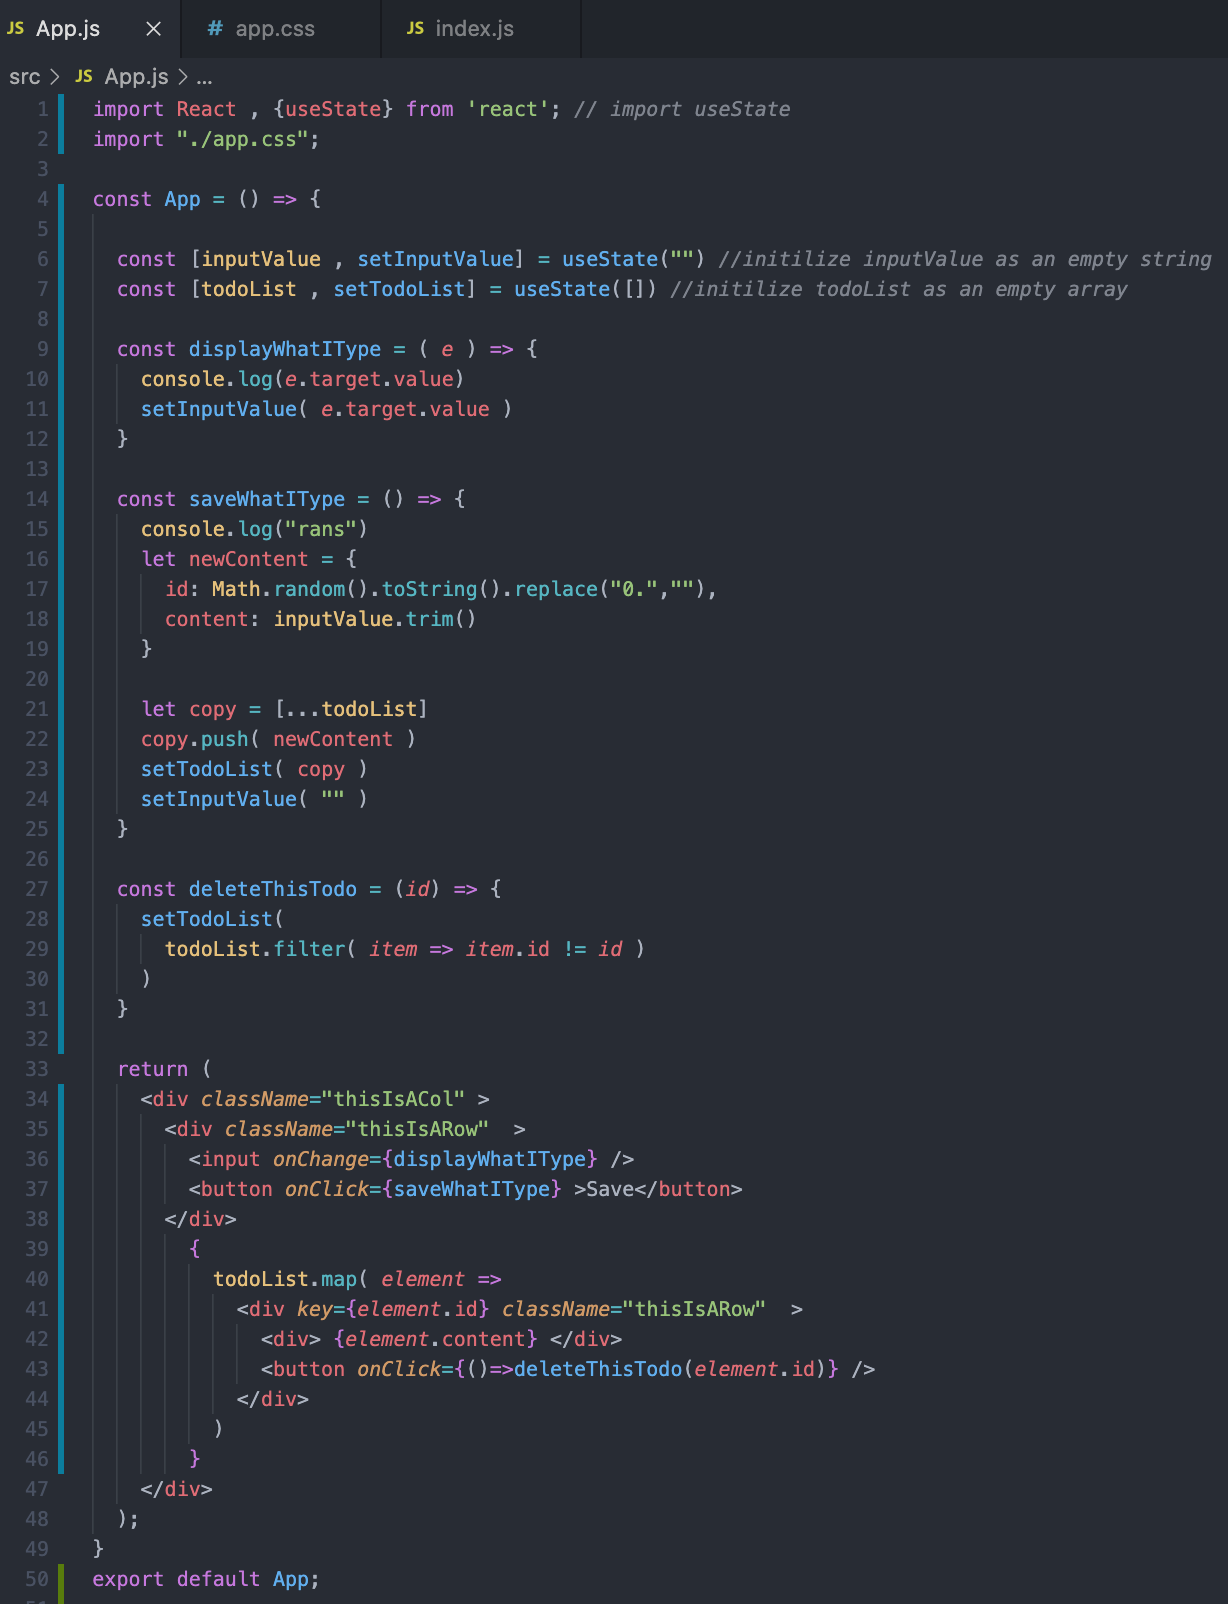 JS App.js × # app.css JS index.js
src > JS App.js > ...
1 import React , {useState} from 'react'; // import useState
2 import "./app.css";
3
4 const App = () => {
5
6 const [inputValue , setInputValue] = useState("") //initilize inputValue as an empty string
7 const [todoList , setTodoList] = useState([]) //initilize todoList as an empty array
8
9 const displayWhatIType = ( e ) => {
10 console.log(e.target.value)
11 setInputValue( e.target.value )
12 }
13
14 const saveWhatIType = () => {
15 console.log("rans")
16 let newContent = {
17 id: Math.random().toString().replace("0.",""),
18 content: inputValue.trim()
19 }
20
21 let copy = [...todoList]
22 copy.push( newContent )
23 setTodoList( copy )
24 setInputValue( "" )
25 }
26
27 const deleteThisTodo = (id) => {
28 setTodoList(
29 todoList.filter( item => item.id != id )
30 )
31 }
32
33 return (
34 <div className="thisIsACol" >
35 <div className="thisIsARow"  >
36 <input onChange={displayWhatIType} />
37 <button onClick={saveWhatIType} >Save</button>
38 </div>
39 {
40 todoList.map( element =>
41 <div key={element.id} className="thisIsARow"  >
42 <div> {element.content} </div>
43 <button onClick={()=>deleteThisTodo(element.id)} />
44 </div>
45 )
46 }
47 </div>
48 );
49 }
50 export default App;